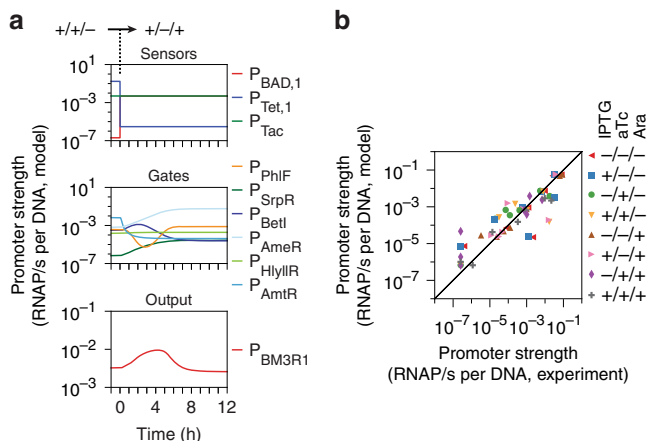 a
+/+/− +/−/+
Sensors
10^1
10^−3
10^−7
P_BAD,1
P_Tet,1
P_Tac
Promoter strength
(RNAP/s per DNA, model)
Gates
10^1
10^−3
10^−7
P_PhlF
P_SrpR
P_BetI
P_AmeR
P_HlyIIR
P_AmtR
Output
10^−1
10^−2
10^−3
P_BM3R1
0 4 8 12
Time (h)
b
IPTG
aTc
Ara
Promoter strength
(RNAP/s per DNA, model)
10^−1
10^−3
10^−5
10^−7
10^−7 10^−5 10^−3 10^−1
Promoter strength
(RNAP/s per DNA, experiment)
−/−/−
+/−/−
−/+/−
+/+/−
−/−/+
+/−/+
−/+/+
+/+/+